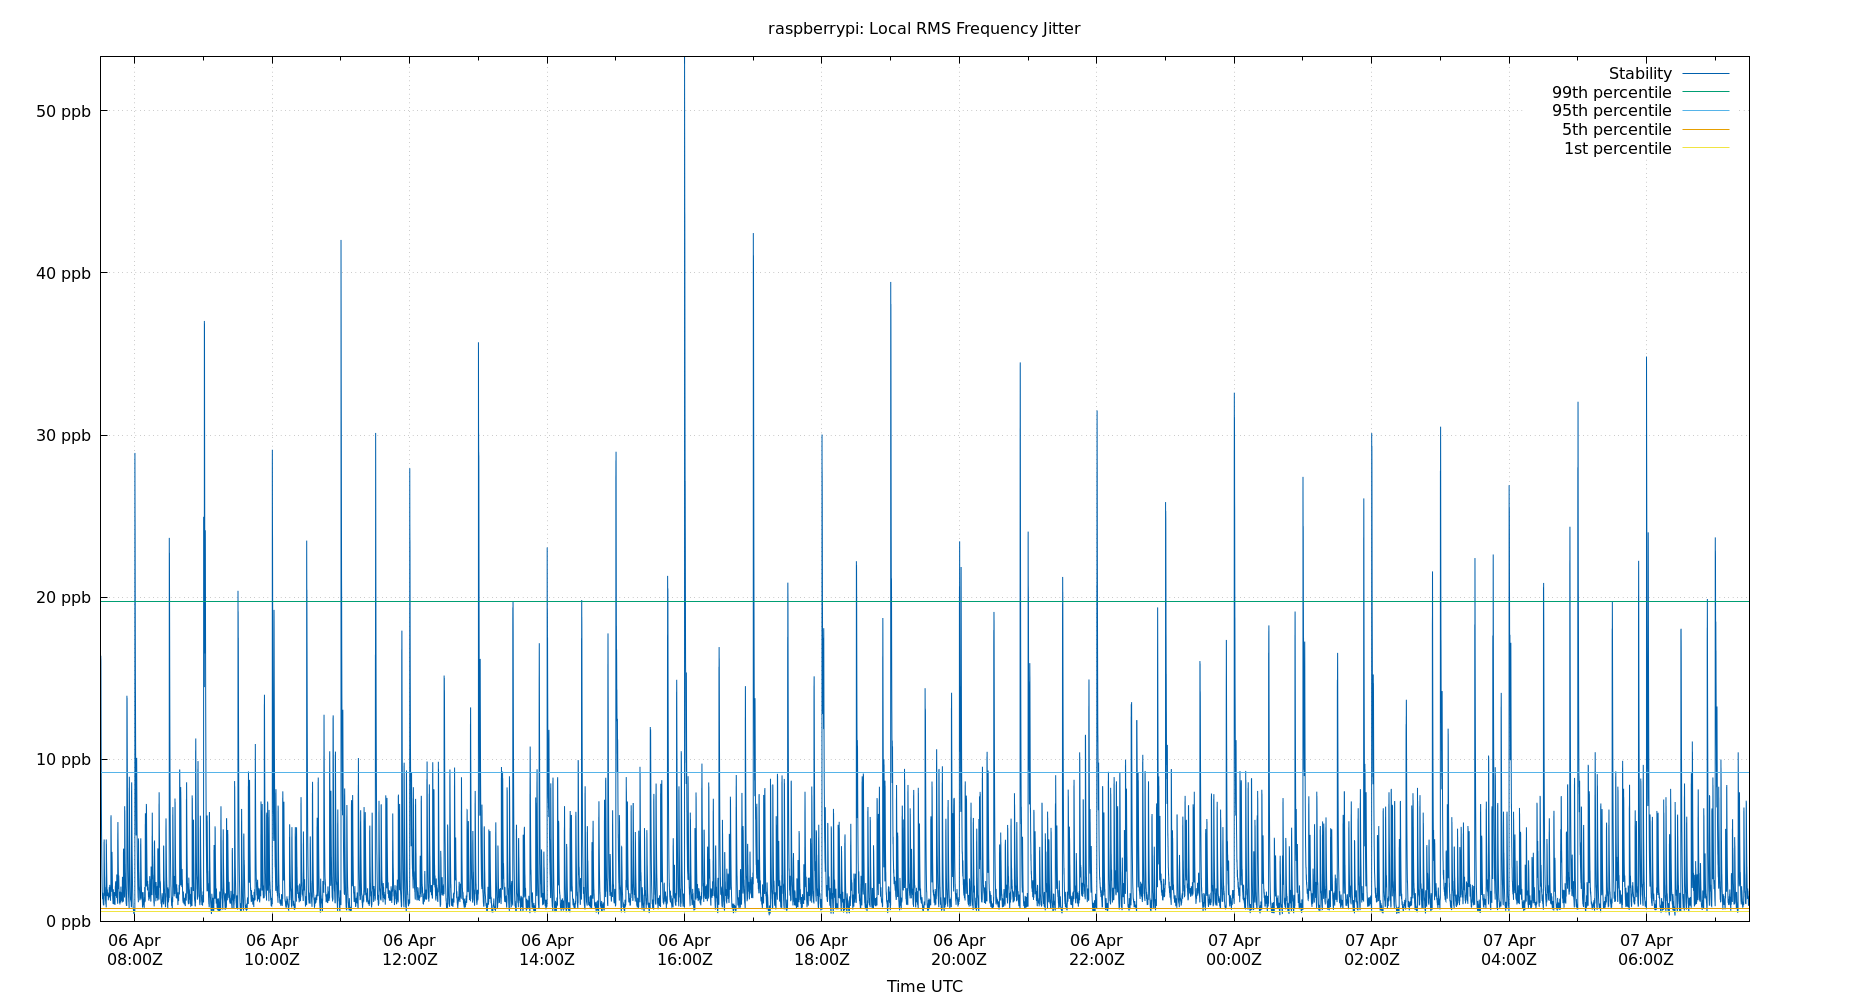 raspberrypi: Local RMS Frequency Jitter
Stability
99th percentile
95th percentile
5th percentile
1st percentile
50 ppb
40 ppb
30 ppb
20 ppb
10 ppb
0 ppb
06 Apr 06 Apr 06 Apr 06 Apr 06 Apr 06 Apr 06 Apr 06 Apr 07 Apr 07 Apr 07 Apr 07 Apr
08:00Z 10:00Z 12:00Z 14:00Z 16:00Z 18:00Z 20:00Z 22:00Z 00:00Z 02:00Z 04:00Z 06:00Z
Time UTC